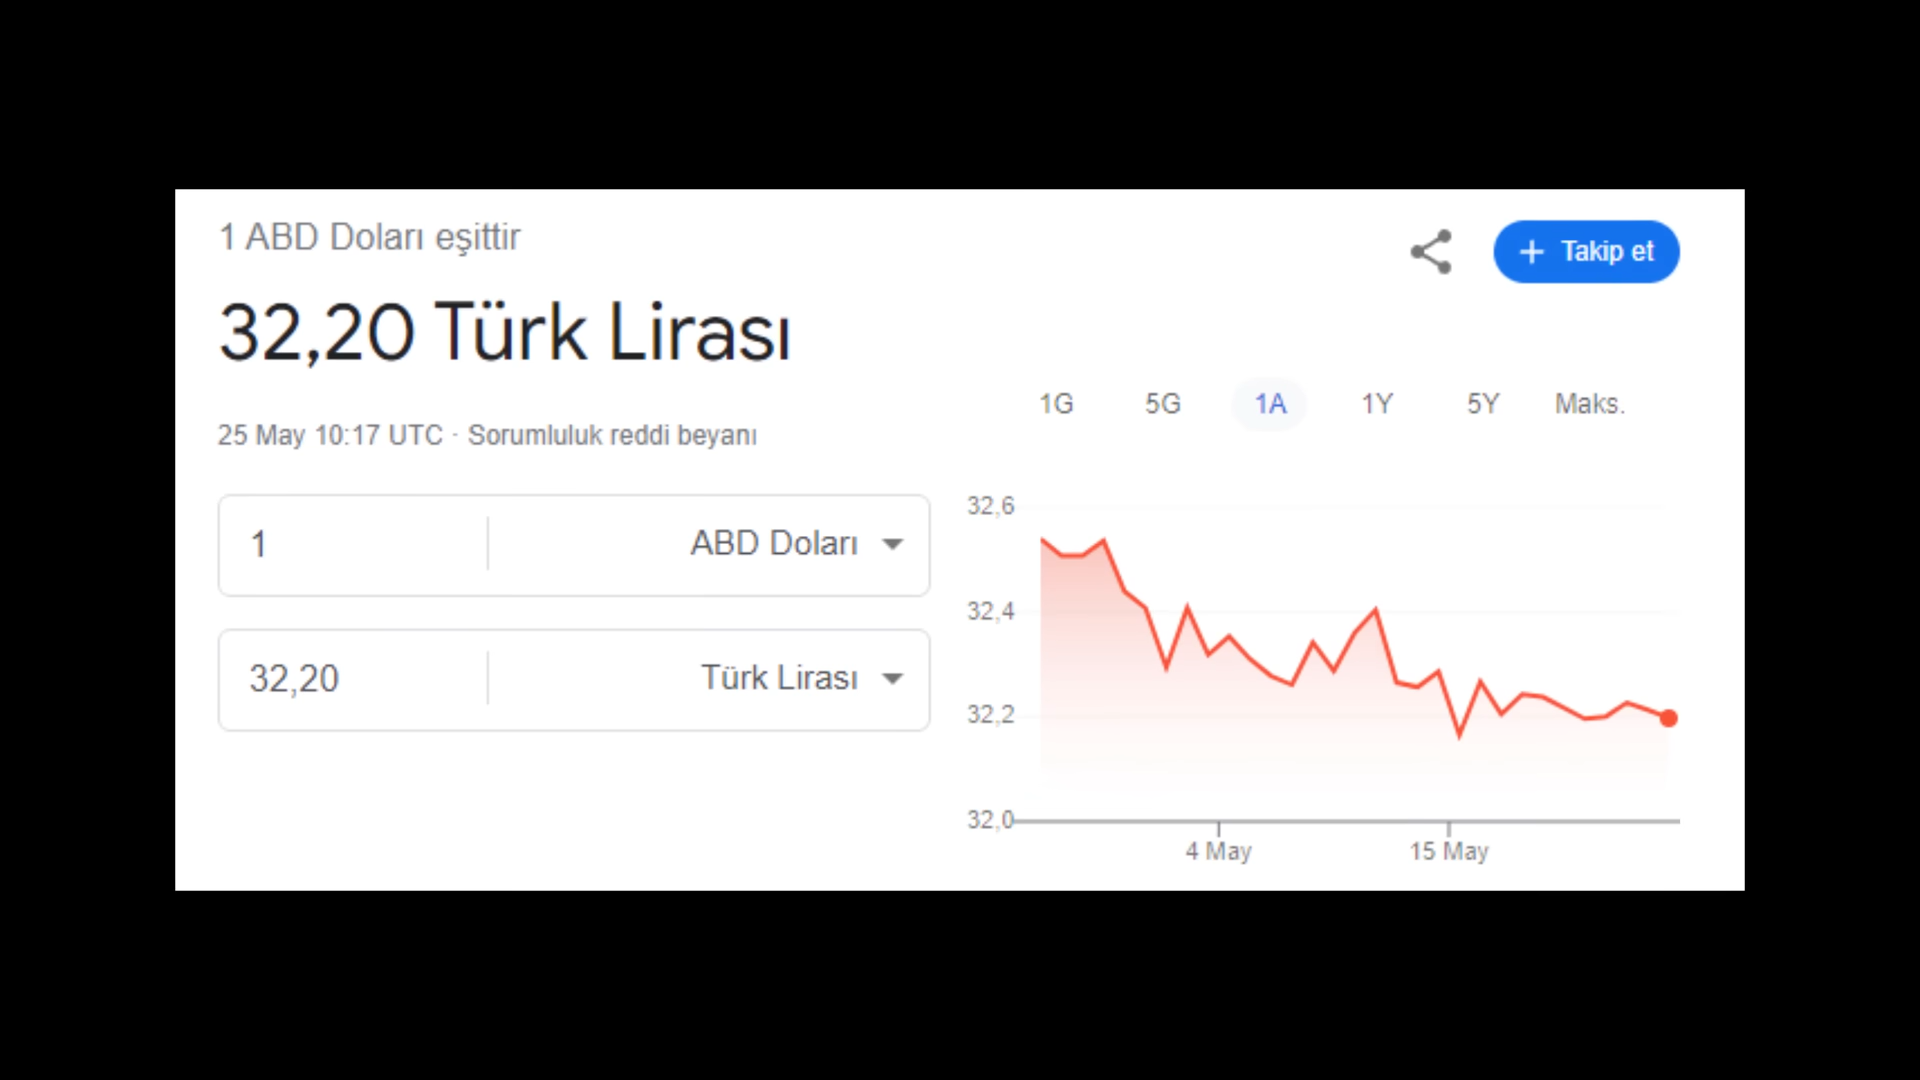 1 ABD Doları eşittir
32,20 Türk Lirası
25 May 10:17 UTC · Sorumluluk reddi beyanı
1 ABD Doları
32,20 Türk Lirası
+ Takip et
1G 5G 1A 1Y 5Y Maks.
32,6
32,4
32,2
32,0
4 May 15 May